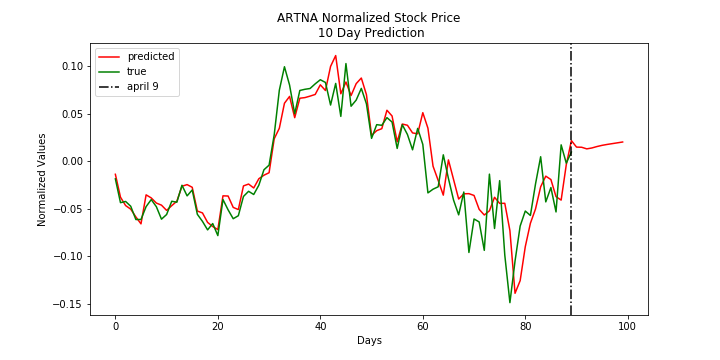 ARTNA Normalized Stock Price
10 Day Prediction
predicted
true
april 9
Normalized Values
0.10
0.05
0.00
−0.05
−0.10
−0.15
0 20 40 60 80 100
Days